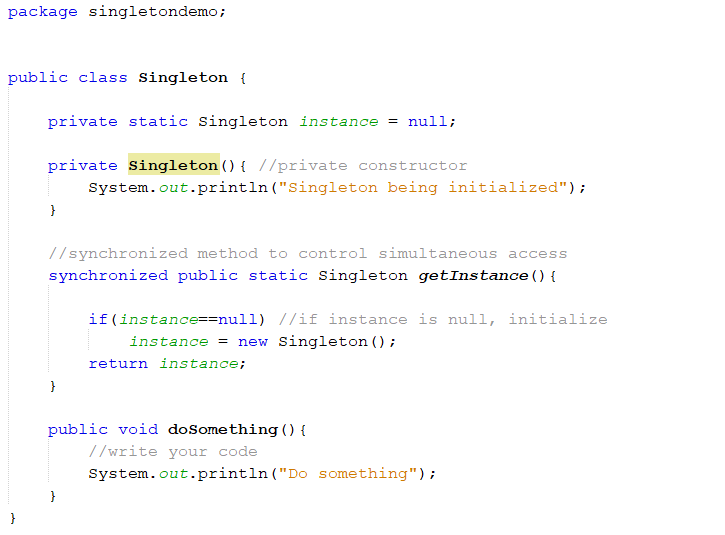 package singletondemo;
public class Singleton {
private static Singleton instance = null;
private Singleton(){ //private constructor
System.out.println("Singleton being initialized");
}
//synchronized method to control simultaneous access
synchronized public static Singleton getInstance(){
if(instance==null) //if instance is null, initialize
instance = new Singleton();
return instance;
}
public void doSomething(){
//write your code
System.out.println("Do something");
}
}